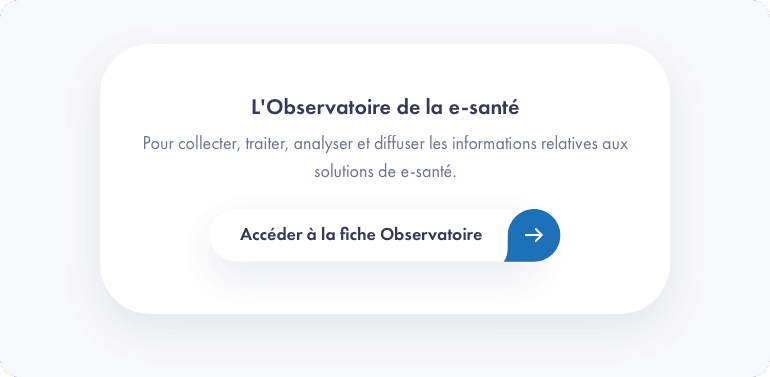 L'Observatoire de la e-santé
Pour collecter, traiter, analyser et diffuser les informations relatives aux
solutions de e-santé.
Accéder à la fiche Observatoire